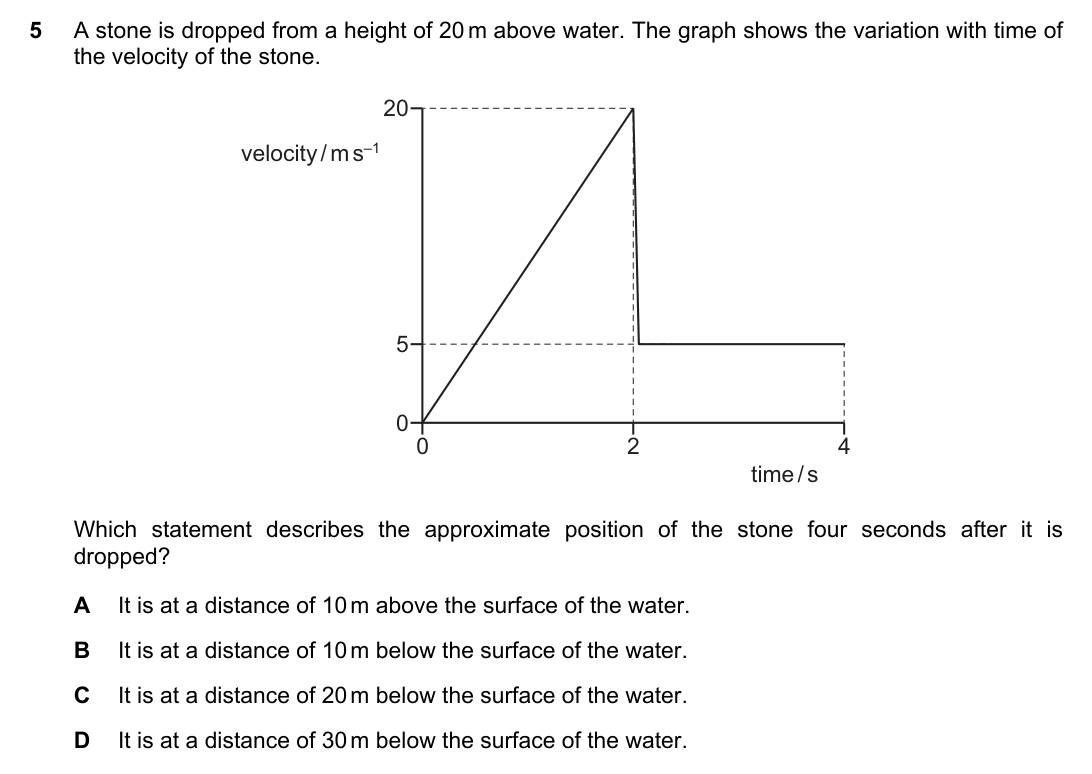 5 A stone is dropped from a height of 20 m above water. The graph shows the variation with time of
the velocity of the stone.
20
velocity / m s⁻¹
5
0
0 2 4
time / s
Which statement describes the approximate position of the stone four seconds after it is
dropped?
A It is at a distance of 10 m above the surface of the water.
B It is at a distance of 10 m below the surface of the water.
C It is at a distance of 20 m below the surface of the water.
D It is at a distance of 30 m below the surface of the water.